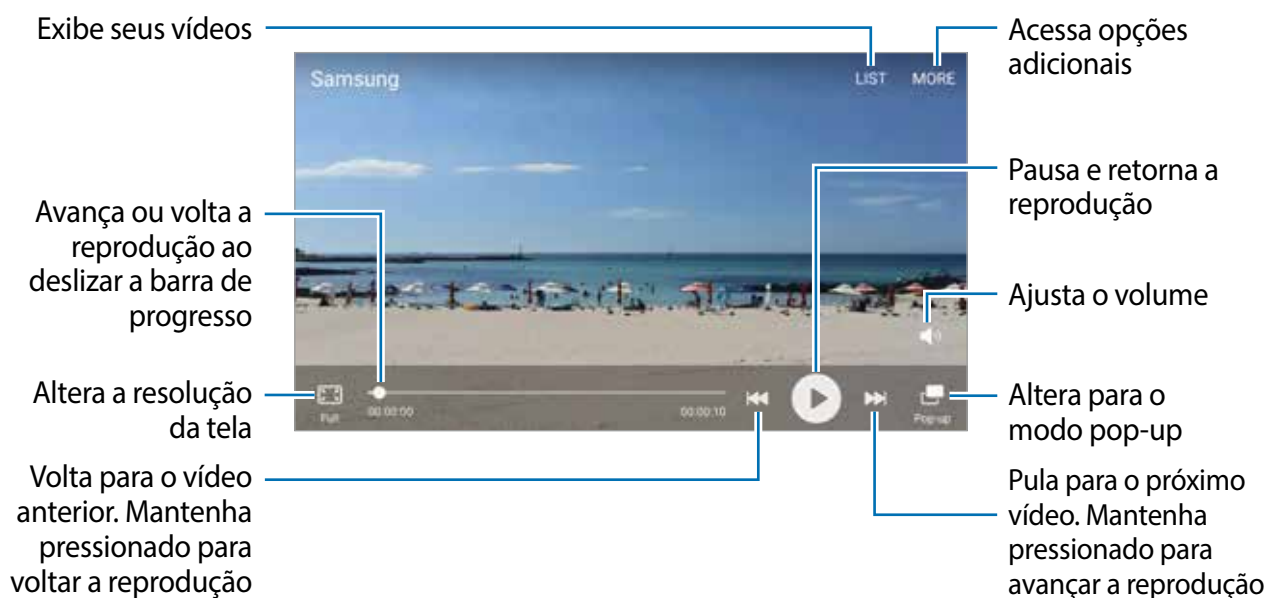 Exibe seus vídeos
Acessa opções
adicionais
Samsung
LIST
MORE
Pausa e retorna a
reprodução
Avança ou volta a
reprodução ao
deslizar a barra de
progresso
Ajusta o volume
Altera a resolução
da tela
Full
00:00:00
00:00:10
Pop-up
Altera para o
modo pop-up
Volta para o vídeo
anterior. Mantenha
pressionado para
voltar a reprodução
Pula para o próximo
vídeo. Mantenha
pressionado para
avançar a reprodução